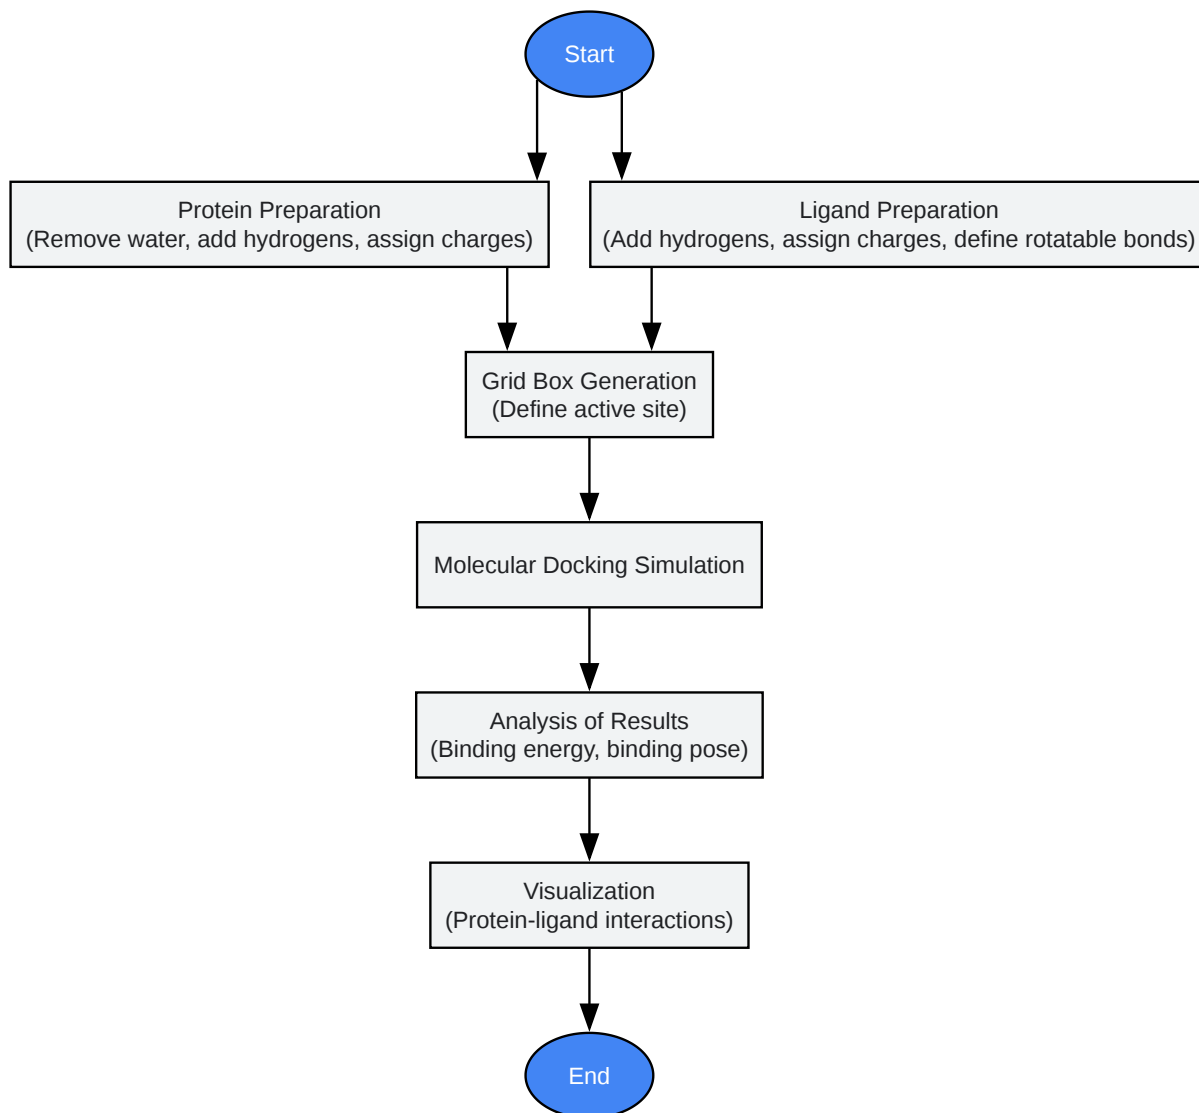 Start
Protein Preparation
(Remove water, add hydrogens, assign charges)
Ligand Preparation
(Add hydrogens, assign charges, define rotatable bonds)
Grid Box Generation
(Define active site)
Molecular Docking Simulation
Analysis of Results
(Binding energy, binding pose)
Visualization
(Protein-ligand interactions)
End